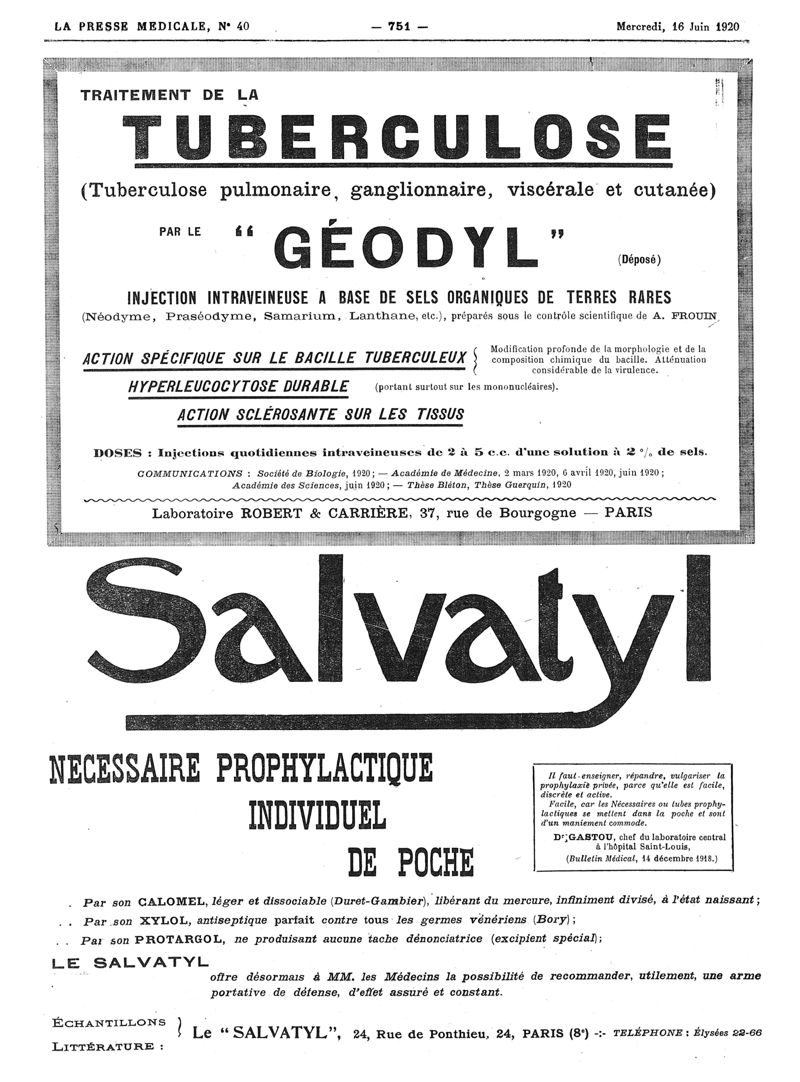 LA PRESSE MEDICALE, N° 40 — 751 — Mercredi, 16 Juin 1920
TRAITEMENT DE LA
TUBERCULOSE
(Tuberculose pulmonaire, ganglionnaire, viscérale et cutanée)
PAR LE “ GÉODYL ” (Déposé)
INJECTION INTRAVEINEUSE A BASE DE SELS ORGANIQUES DE TERRES RARES
(Néodyme, Praséodyme, Samarium, Lanthane, etc.), préparés sous le contrôle scientifique de A. FROUIN
ACTION SPÉCIFIQUE SUR LE BACILLE TUBERCULEUX
Modification profonde de la morphologie et de la
composition chimique du bacille. Atténuation
considérable de la virulence.
HYPERLEUCOCYTOSE DURABLE (portant surtout sur les mononucléaires).
ACTION SCLÉROSANTE SUR LES TISSUS
DOSES : Injections quotidiennes intraveineuses de 2 à 5 c.c. d'une solution à 2 % de sels.
COMMUNICATIONS : Société de Biologie, 1920 ; — Académie de Médecine, 2 mars 1920, 6 avril 1920, juin 1920 ;
Académie des Sciences, juin 1920 ; — Thèse Bléton, Thèse Guerquin, 1920
Laboratoire ROBERT & CARRIÈRE, 37, rue de Bourgogne — PARIS
Salvatyl
NECESSAIRE PROPHYLACTIQUE
INDIVIDUEL
DE POCHE
Il faut enseigner, répandre, vulgariser la
prophylaxie privée, parce qu'elle est facile,
discrète et active.
Facile, car les Nécessaires ou tubes prophy-
lactiques se mettent dans la poche et sont
d'un maniement commode.
Dr GASTOU, chef du laboratoire central
à l'hôpital Saint-Louis,
(Bulletin Médical, 14 décembre 1918.)
. Par son CALOMEL, léger et dissociable (Duret-Gambier), libérant du mercure, infiniment divisé, à l'état naissant ;
. . Par son XYLOL, antiseptique parfait contre tous les germes vénériens (Bory) ;
. . Par son PROTARGOL, ne produisant aucune tache dénonciatrice (excipient spécial) ;
LE SALVATYL
offre désormais à MM. les Médecins la possibilité de recommander, utilement, une arme
portative de défense, d'effet assuré et constant.
ÉCHANTILLONS
LITTÉRATURE :
Le “SALVATYL”, 24, Rue de Ponthieu, 24, PARIS (8e) -:- TELÉPHONE : Élysées 22-66